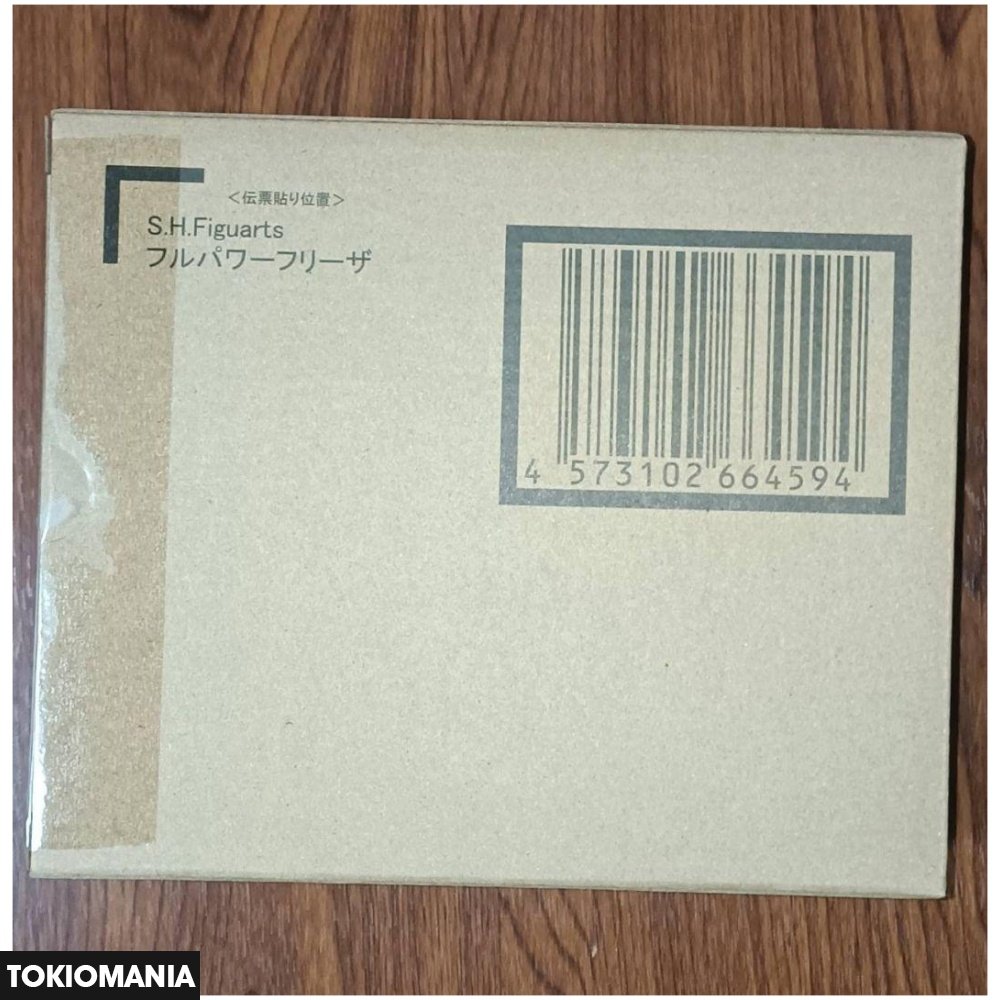 <伝票貼り位置>
S.H.Figuarts
フルパワーフリーザ
4 573102 664594
TOKIOMANIA